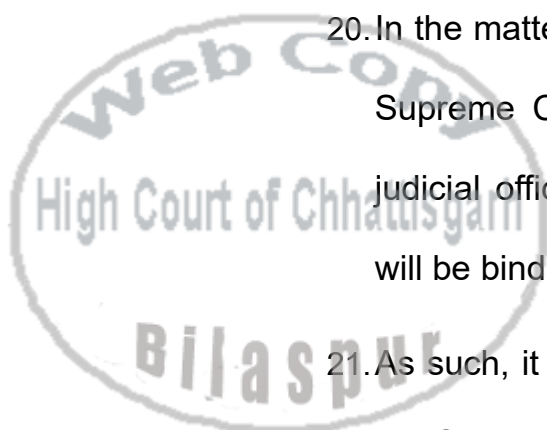 Web Copy
High Court of Chhattisgarh
Bilaspur
20. In the matte
Supreme C
judicial offic
will be bind
21. As such, it